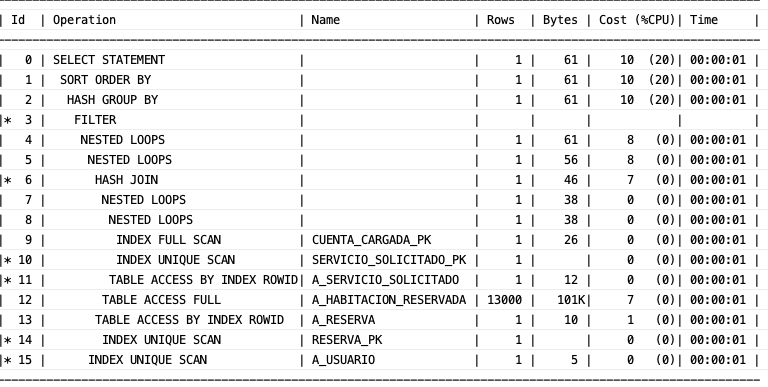 | Id | Operation | Name | Rows | Bytes | Cost (%CPU)| Time |
| 0 | SELECT STATEMENT | | 1 | 61 | 10 (20)| 00:00:01 |
| 1 | SORT ORDER BY | | 1 | 61 | 10 (20)| 00:00:01 |
| 2 | HASH GROUP BY | | 1 | 61 | 10 (20)| 00:00:01 |
|* 3 | FILTER | | | | | |
| 4 | NESTED LOOPS | | 1 | 61 | 8 (0)| 00:00:01 |
| 5 | NESTED LOOPS | | 1 | 56 | 8 (0)| 00:00:01 |
|* 6 | HASH JOIN | | 1 | 46 | 7 (0)| 00:00:01 |
| 7 | NESTED LOOPS | | 1 | 38 | 0 (0)| 00:00:01 |
| 8 | NESTED LOOPS | | 1 | 38 | 0 (0)| 00:00:01 |
| 9 | INDEX FULL SCAN | CUENTA_CARGADA_PK | 1 | 26 | 0 (0)| 00:00:01 |
|* 10 | INDEX UNIQUE SCAN | SERVICIO_SOLICITADO_PK | 1 | | 0 (0)| 00:00:01 |
|* 11 | TABLE ACCESS BY INDEX ROWID| A_SERVICIO_SOLICITADO | 1 | 12 | 0 (0)| 00:00:01 |
| 12 | TABLE ACCESS FULL | A_HABITACION_RESERVADA | 13000 | 101K| 7 (0)| 00:00:01 |
| 13 | TABLE ACCESS BY INDEX ROWID | A_RESERVA | 1 | 10 | 1 (0)| 00:00:01 |
|* 14 | INDEX UNIQUE SCAN | RESERVA_PK | 1 | | 0 (0)| 00:00:01 |
|* 15 | INDEX UNIQUE SCAN | A_USUARIO | 1 | 5 | 0 (0)| 00:00:01 |